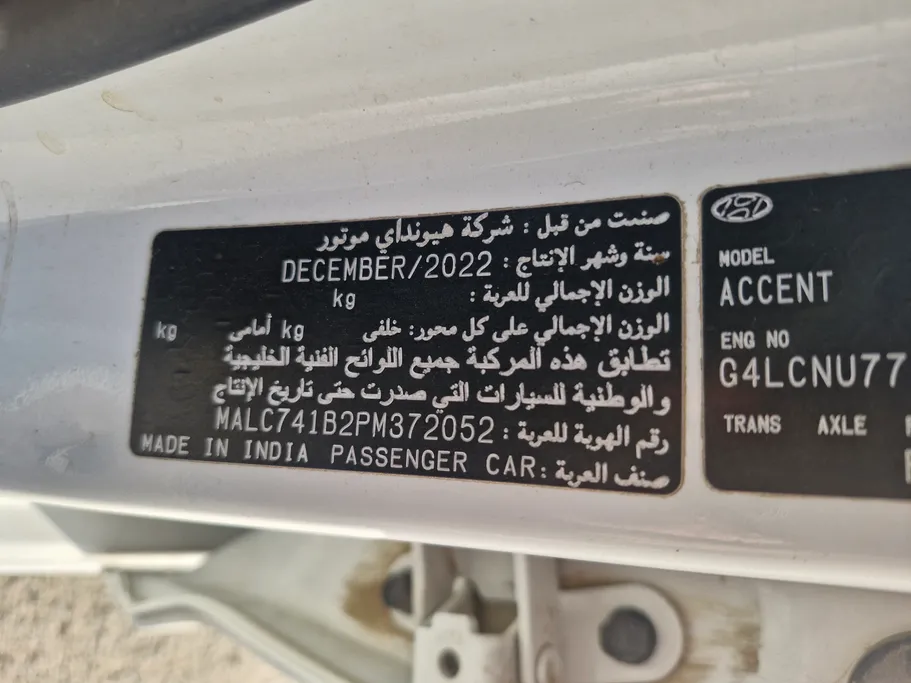 صنعت من قبل : شركة هيونداي موتور
سنة وشهر الإنتاج : DECEMBER/2022
الوزن الإجمالي للعربة : kg
الوزن الإجمالي على كل محور: خلفى kg أمامى kg
تطابق هذه المركبة جميع اللوائح الفنية الخليجية
والوطنية للسيارات التي صدرت حتى تاريخ الإنتاج
رقم الهوية للعربة : MALC741B2PM372052
صنف العربة : PASSENGER CAR MADE IN INDIA
MODEL
ACCENT
ENG NO
G4LCNU77
TRANS AXLE